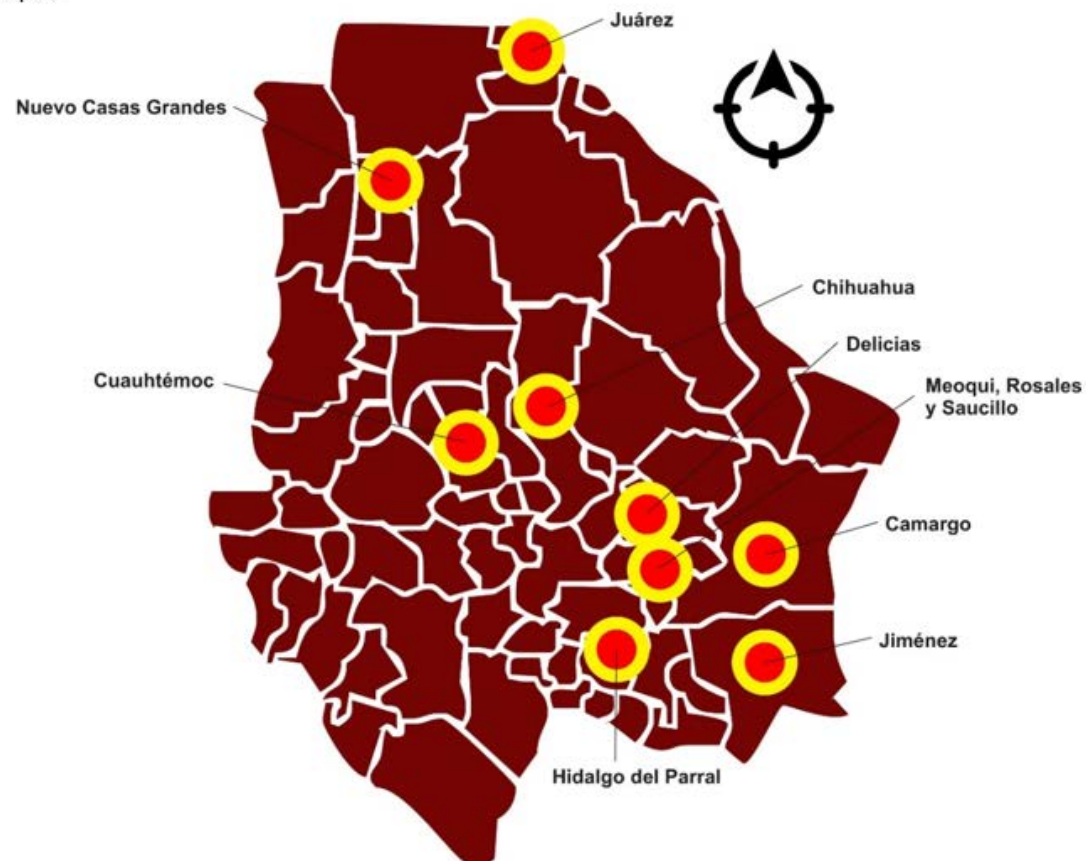 Juárez
Nuevo Casas Grandes
Chihuahua
Delicias
Cuauhtémoc
Meoqui, Rosales
y Saucillo
Camargo
Jiménez
Hidalgo del Parral